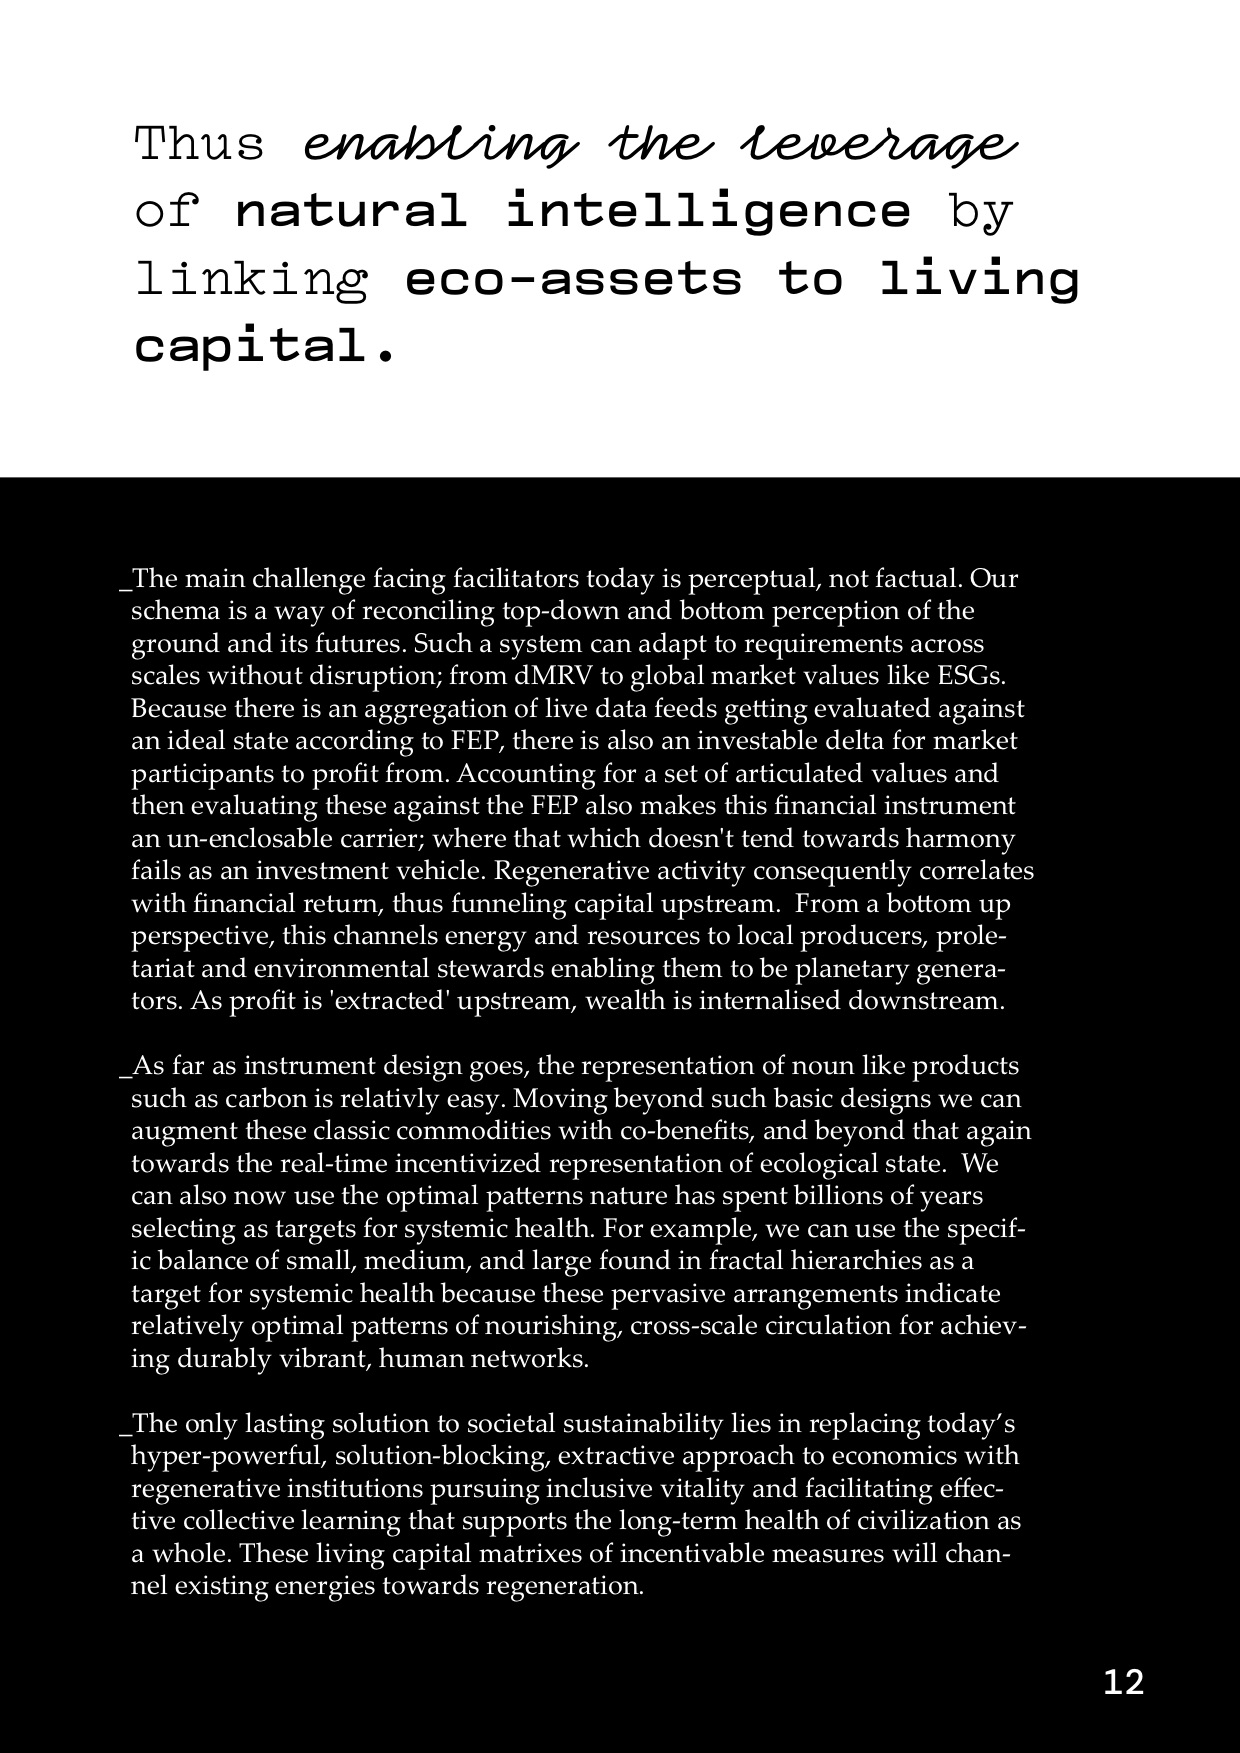 Thus enabling the leverage
of natural intelligence by
linking eco-assets to living
capital.
_The main challenge facing facilitators today is perceptual, not factual. Our
schema is a way of reconciling top-down and bottom perception of the
ground and its futures. Such a system can adapt to requirements across
scales without disruption; from dMRV to global market values like ESGs.
Because there is an aggregation of live data feeds getting evaluated against
an ideal state according to FEP, there is also an investable delta for market
participants to profit from. Accounting for a set of articulated values and
then evaluating these against the FEP also makes this financial instrument
an un-enclosable carrier; where that which doesn't tend towards harmony
fails as an investment vehicle. Regenerative activity consequently correlates
with financial return, thus funneling capital upstream.  From a bottom up
perspective, this channels energy and resources to local producers, prole-
tariat and environmental stewards enabling them to be planetary genera-
tors. As profit is 'extracted' upstream, wealth is internalised downstream.
_As far as instrument design goes, the representation of noun like products
such as carbon is relativly easy. Moving beyond such basic designs we can
augment these classic commodities with co-benefits, and beyond that again
towards the real-time incentivized representation of ecological state.  We
can also now use the optimal patterns nature has spent billions of years
selecting as targets for systemic health. For example, we can use the specif-
ic balance of small, medium, and large found in fractal hierarchies as a
target for systemic health because these pervasive arrangements indicate
relatively optimal patterns of nourishing, cross-scale circulation for achiev-
ing durably vibrant, human networks.
_The only lasting solution to societal sustainability lies in replacing today’s
hyper-powerful, solution-blocking, extractive approach to economics with
regenerative institutions pursuing inclusive vitality and facilitating effec-
tive collective learning that supports the long-term health of civilization as
a whole. These living capital matrixes of incentivable measures will chan-
nel existing energies towards regeneration.
12